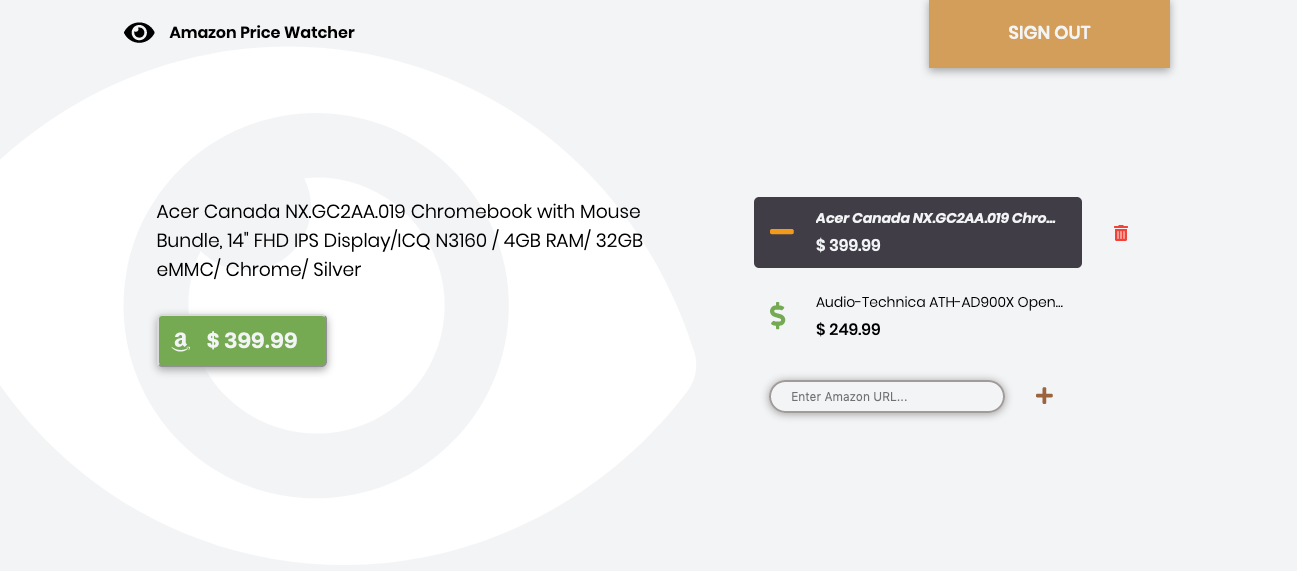 Amazon Price Watcher
SIGN OUT
Acer Canada NX.GC2AA.019 Chromebook with Mouse
Bundle, 14" FHD IPS Display/ICQ N3160 / 4GB RAM/ 32GB
eMMC/ Chrome/ Silver
$ 399.99
Acer Canada NX.GC2AA.019 Chro...
$ 399.99
Audio-Technica ATH-AD900X Open...
$ 249.99
Enter Amazon URL...